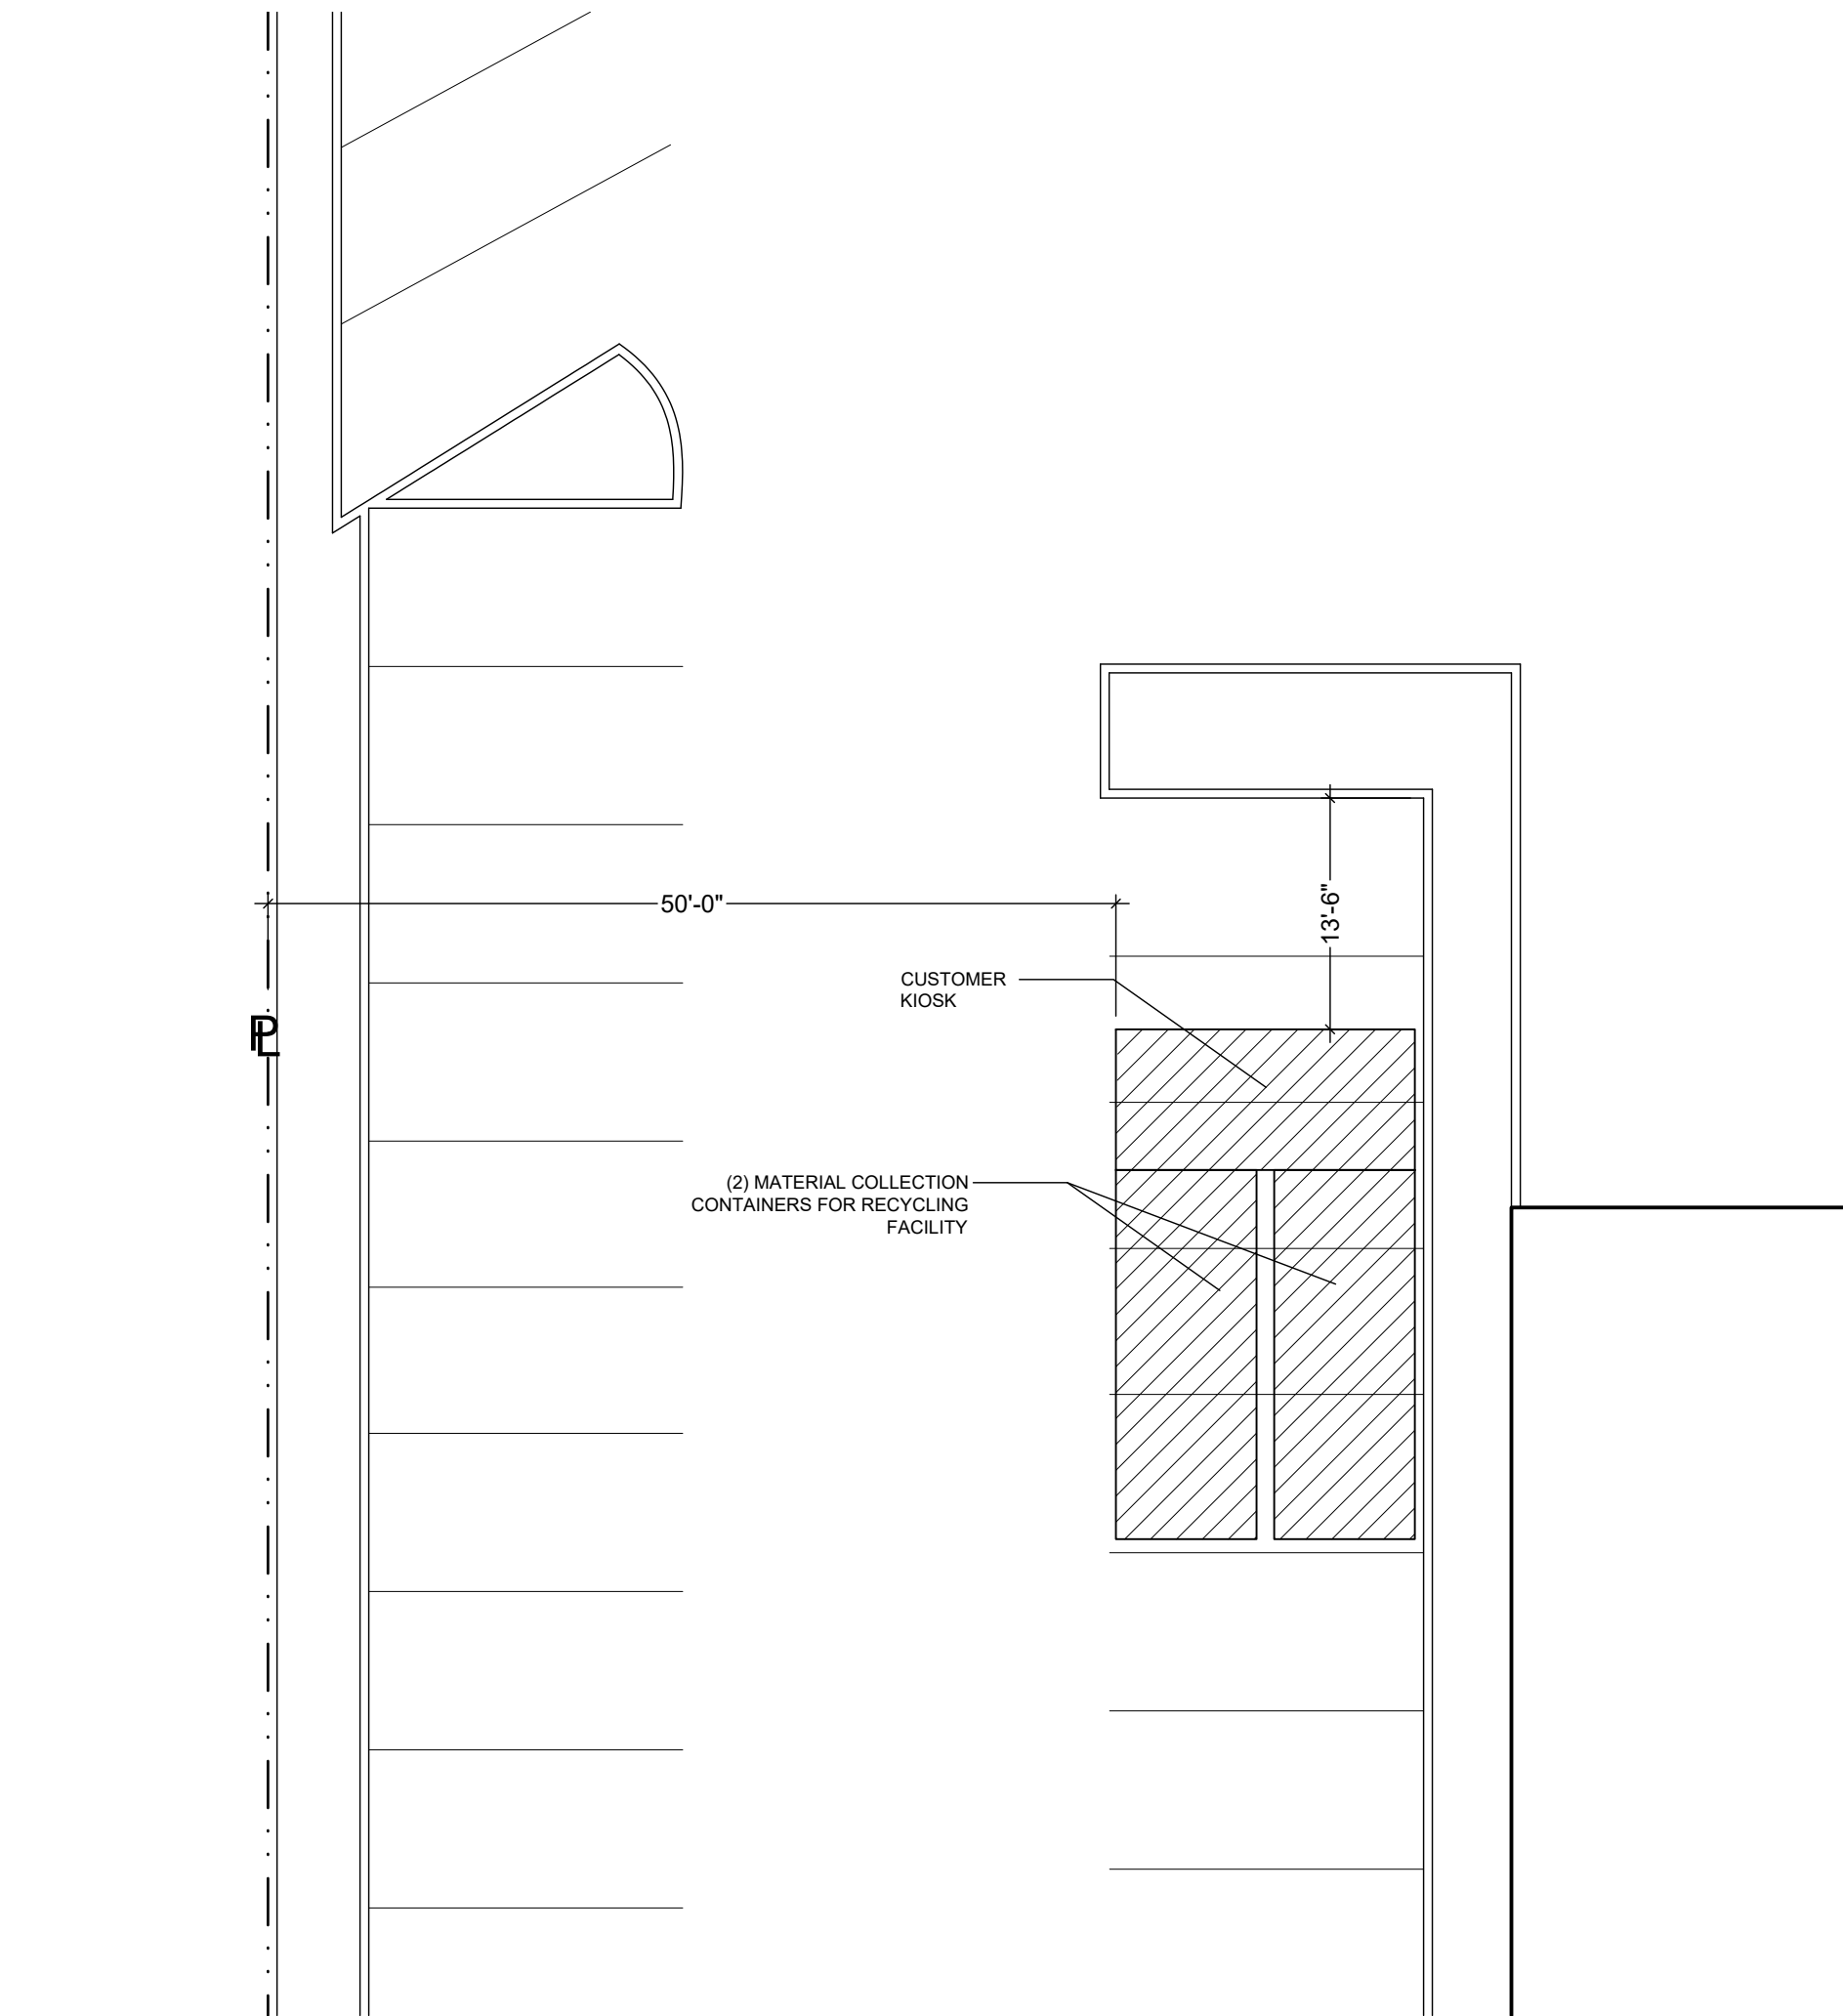 50'-0"
13'-6"
CUSTOMER
KIOSK
PL
(2) MATERIAL COLLECTION
CONTAINERS FOR RECYCLING
FACILITY